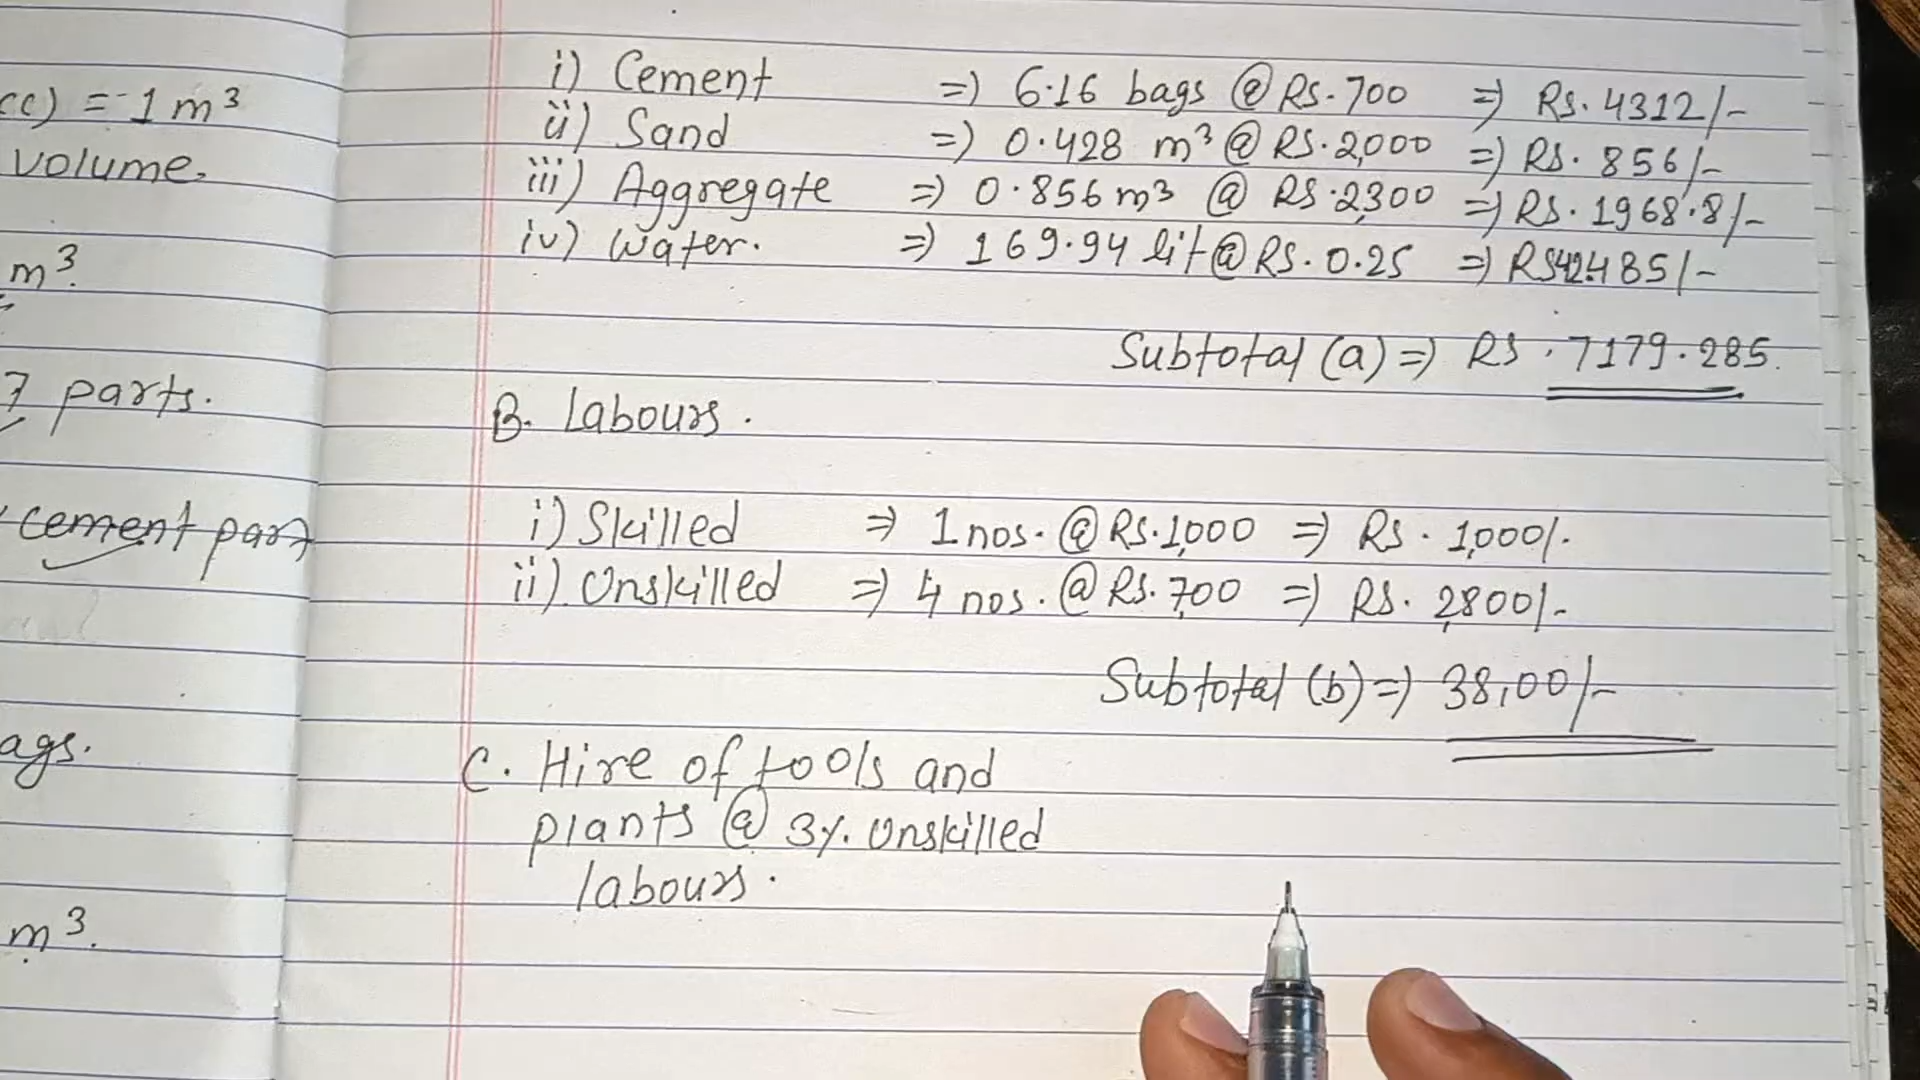 cc) = 1 m³
volume.
m³.
7 parts.
cement part
ags.
m³.
i) Cement => 6.16 bags @ Rs. 700 => Rs. 4312/-
ii) Sand => 0.428 m³ @ Rs. 2,000 => Rs. 856/-
iii) Aggregate => 0.856 m³ @ Rs. 2,300 => Rs. 1968.8/-
iv) Water. => 169.94 lit @ Rs. 0.25 => Rs 42.485/-
Subtotal (a) => Rs. 7179.285.
B. Labours.
i) Skilled => 1 nos. @ Rs. 1,000 => Rs. 1,000/-
ii) Unskilled => 4 nos. @ Rs. 700 => Rs. 2,800/-
Subtotal (b) => 38,00/-
C. Hire of tools and
plants @ 3%. Unskilled
labours.